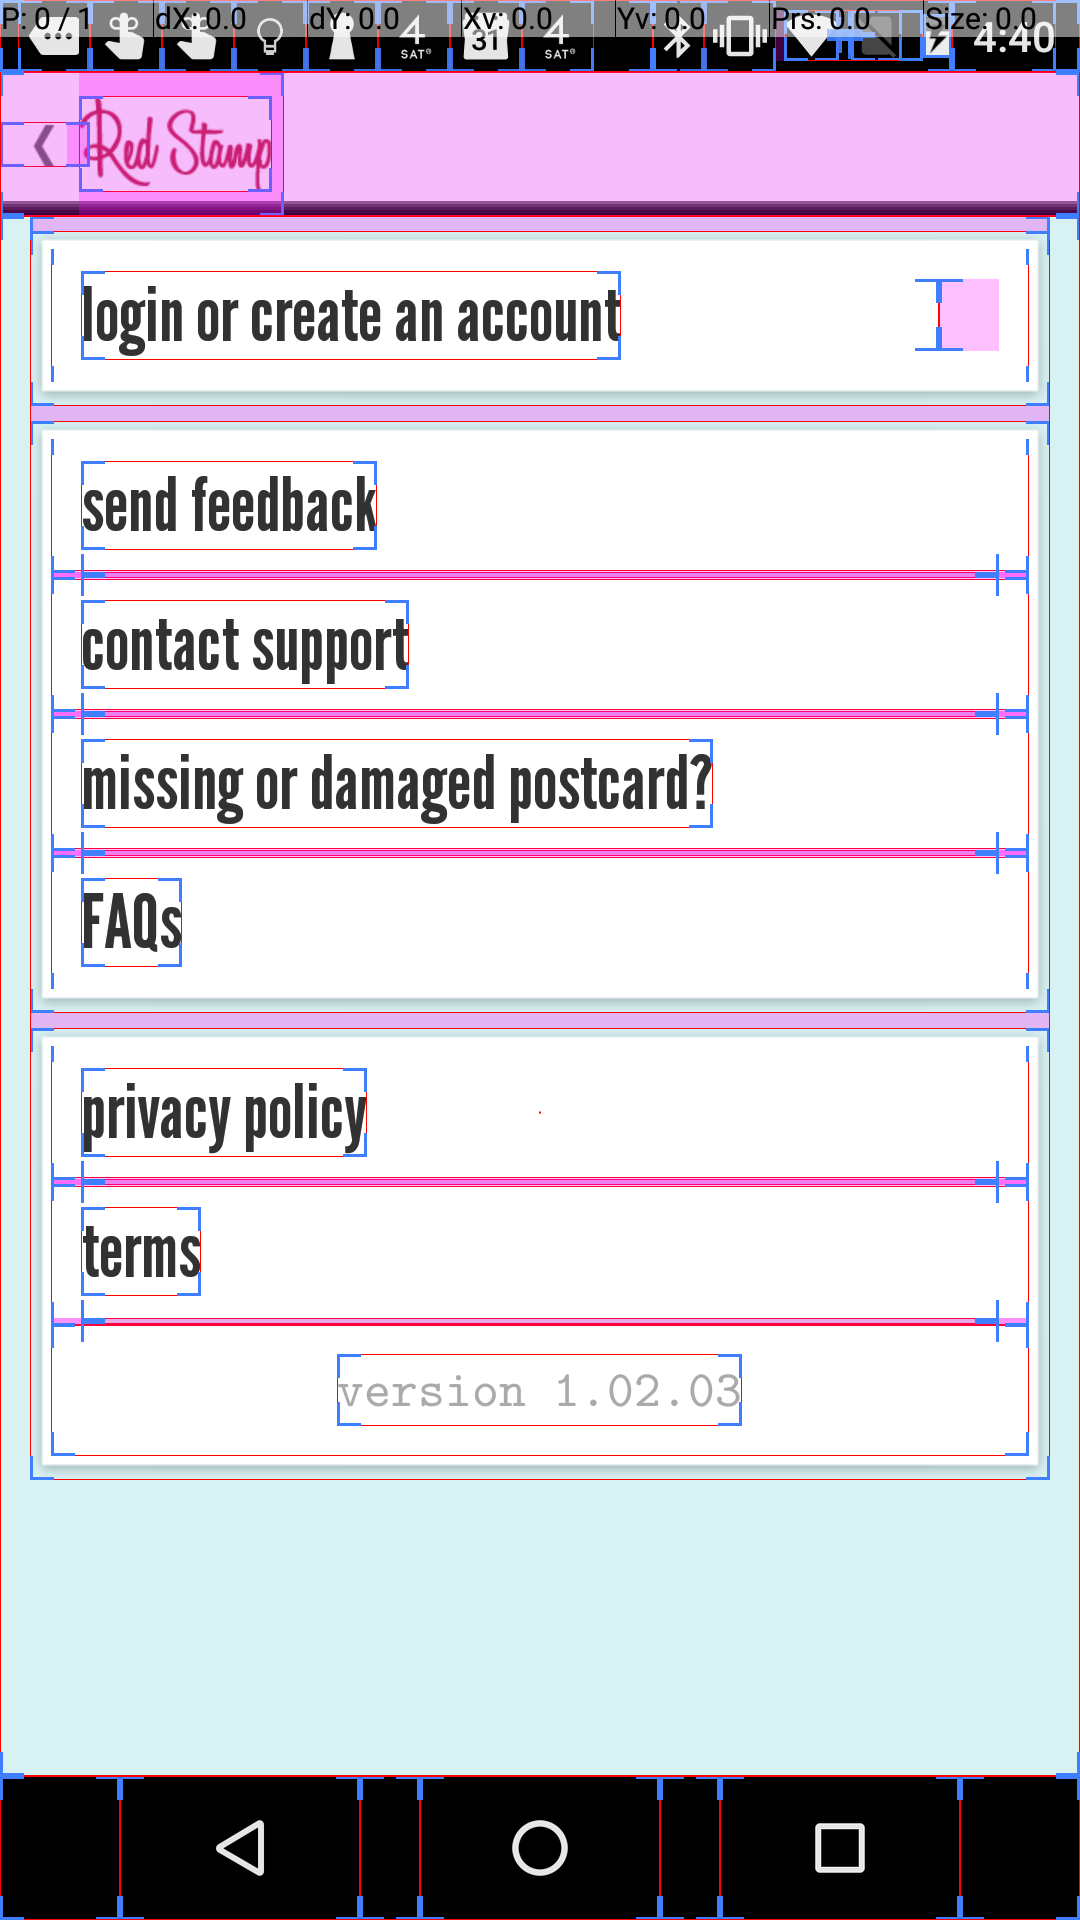 P: 0 / 1 dX: 0.0 dY: 0.0 Xv: 0.0 Yv: 0.0 Prs: 0.0 Size: 0.0
4 SAT° 31 4 SAT° 4:40
Red Stamp
login or create an account
send feedback
contact support
missing or damaged postcard?
FAQs
privacy policy
terms
version 1.02.03